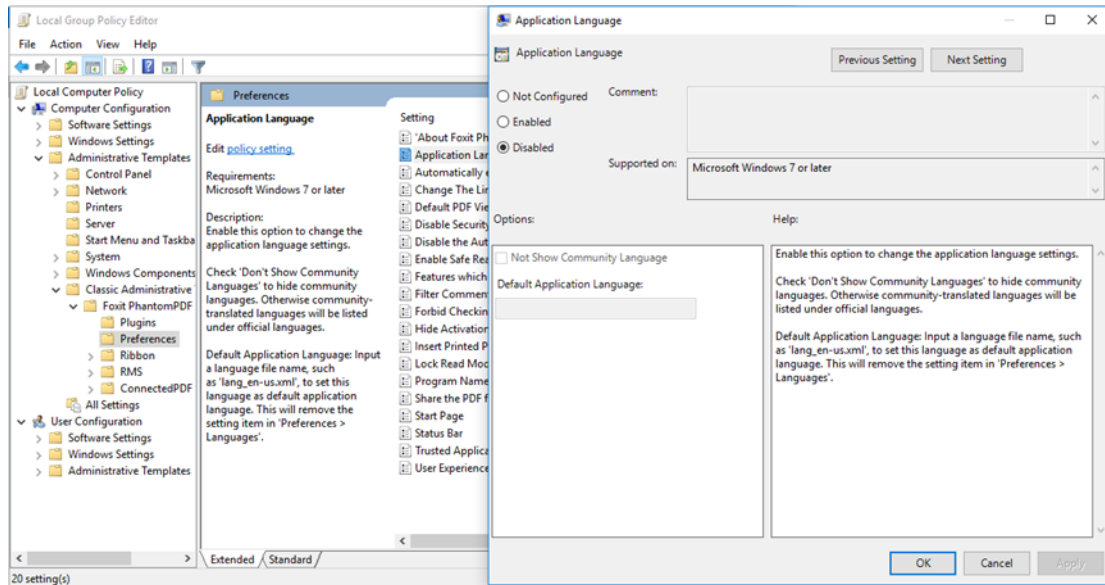 Local Group Policy Editor
File Action View Help
Local Computer Policy
Computer Configuration
Software Settings
Windows Settings
Administrative Templates
Control Panel
Network
Printers
Server
Start Menu and Taskba
System
Windows Components
Classic Administrative
Foxit PhantomPDF
Plugins
Preferences
Ribbon
RMS
ConnectedPDF
All Settings
User Configuration
Software Settings
Windows Settings
Administrative Templates
Preferences
Application Language
Edit policy setting
Requirements:
Microsoft Windows 7 or later
Description:
Enable this option to change the
application language settings.
Check 'Don't Show Community
Languages' to hide community
languages. Otherwise community-
translated languages will be listed
under official languages.
Default Application Language: Input
a language file name, such
as 'lang_en-us.xml', to set this
language as default application
language. This will remove the
setting item in 'Preferences >
Languages'.
Setting
'About Foxit Ph
Application Lan
Automatically e
Change The Lin
Default PDF Vie
Disable Security
Disable the Aut
Enable Safe Rea
Features which
Filter Commen
Forbid Checkin
Hide Activation
Insert Printed P
Lock Read Mod
Program Name
Share the PDF f
Start Page
Status Bar
Trusted Applica
User Experience
Extended Standard
20 setting(s)
Application Language
Application Language
Previous Setting Next Setting
Not Configured
Enabled
Disabled
Comment:
Supported on:
Microsoft Windows 7 or later
Options:
Not Show Community Language
Default Application Language:
Help:
Enable this option to change the application language settings.
Check 'Don't Show Community Languages' to hide community
languages. Otherwise community-translated languages will be
listed under official languages.
Default Application Language: Input a language file name, such
as 'lang_en-us.xml', to set this language as default application
language. This will remove the setting item in 'Preferences >
Languages'.
OK Cancel Apply